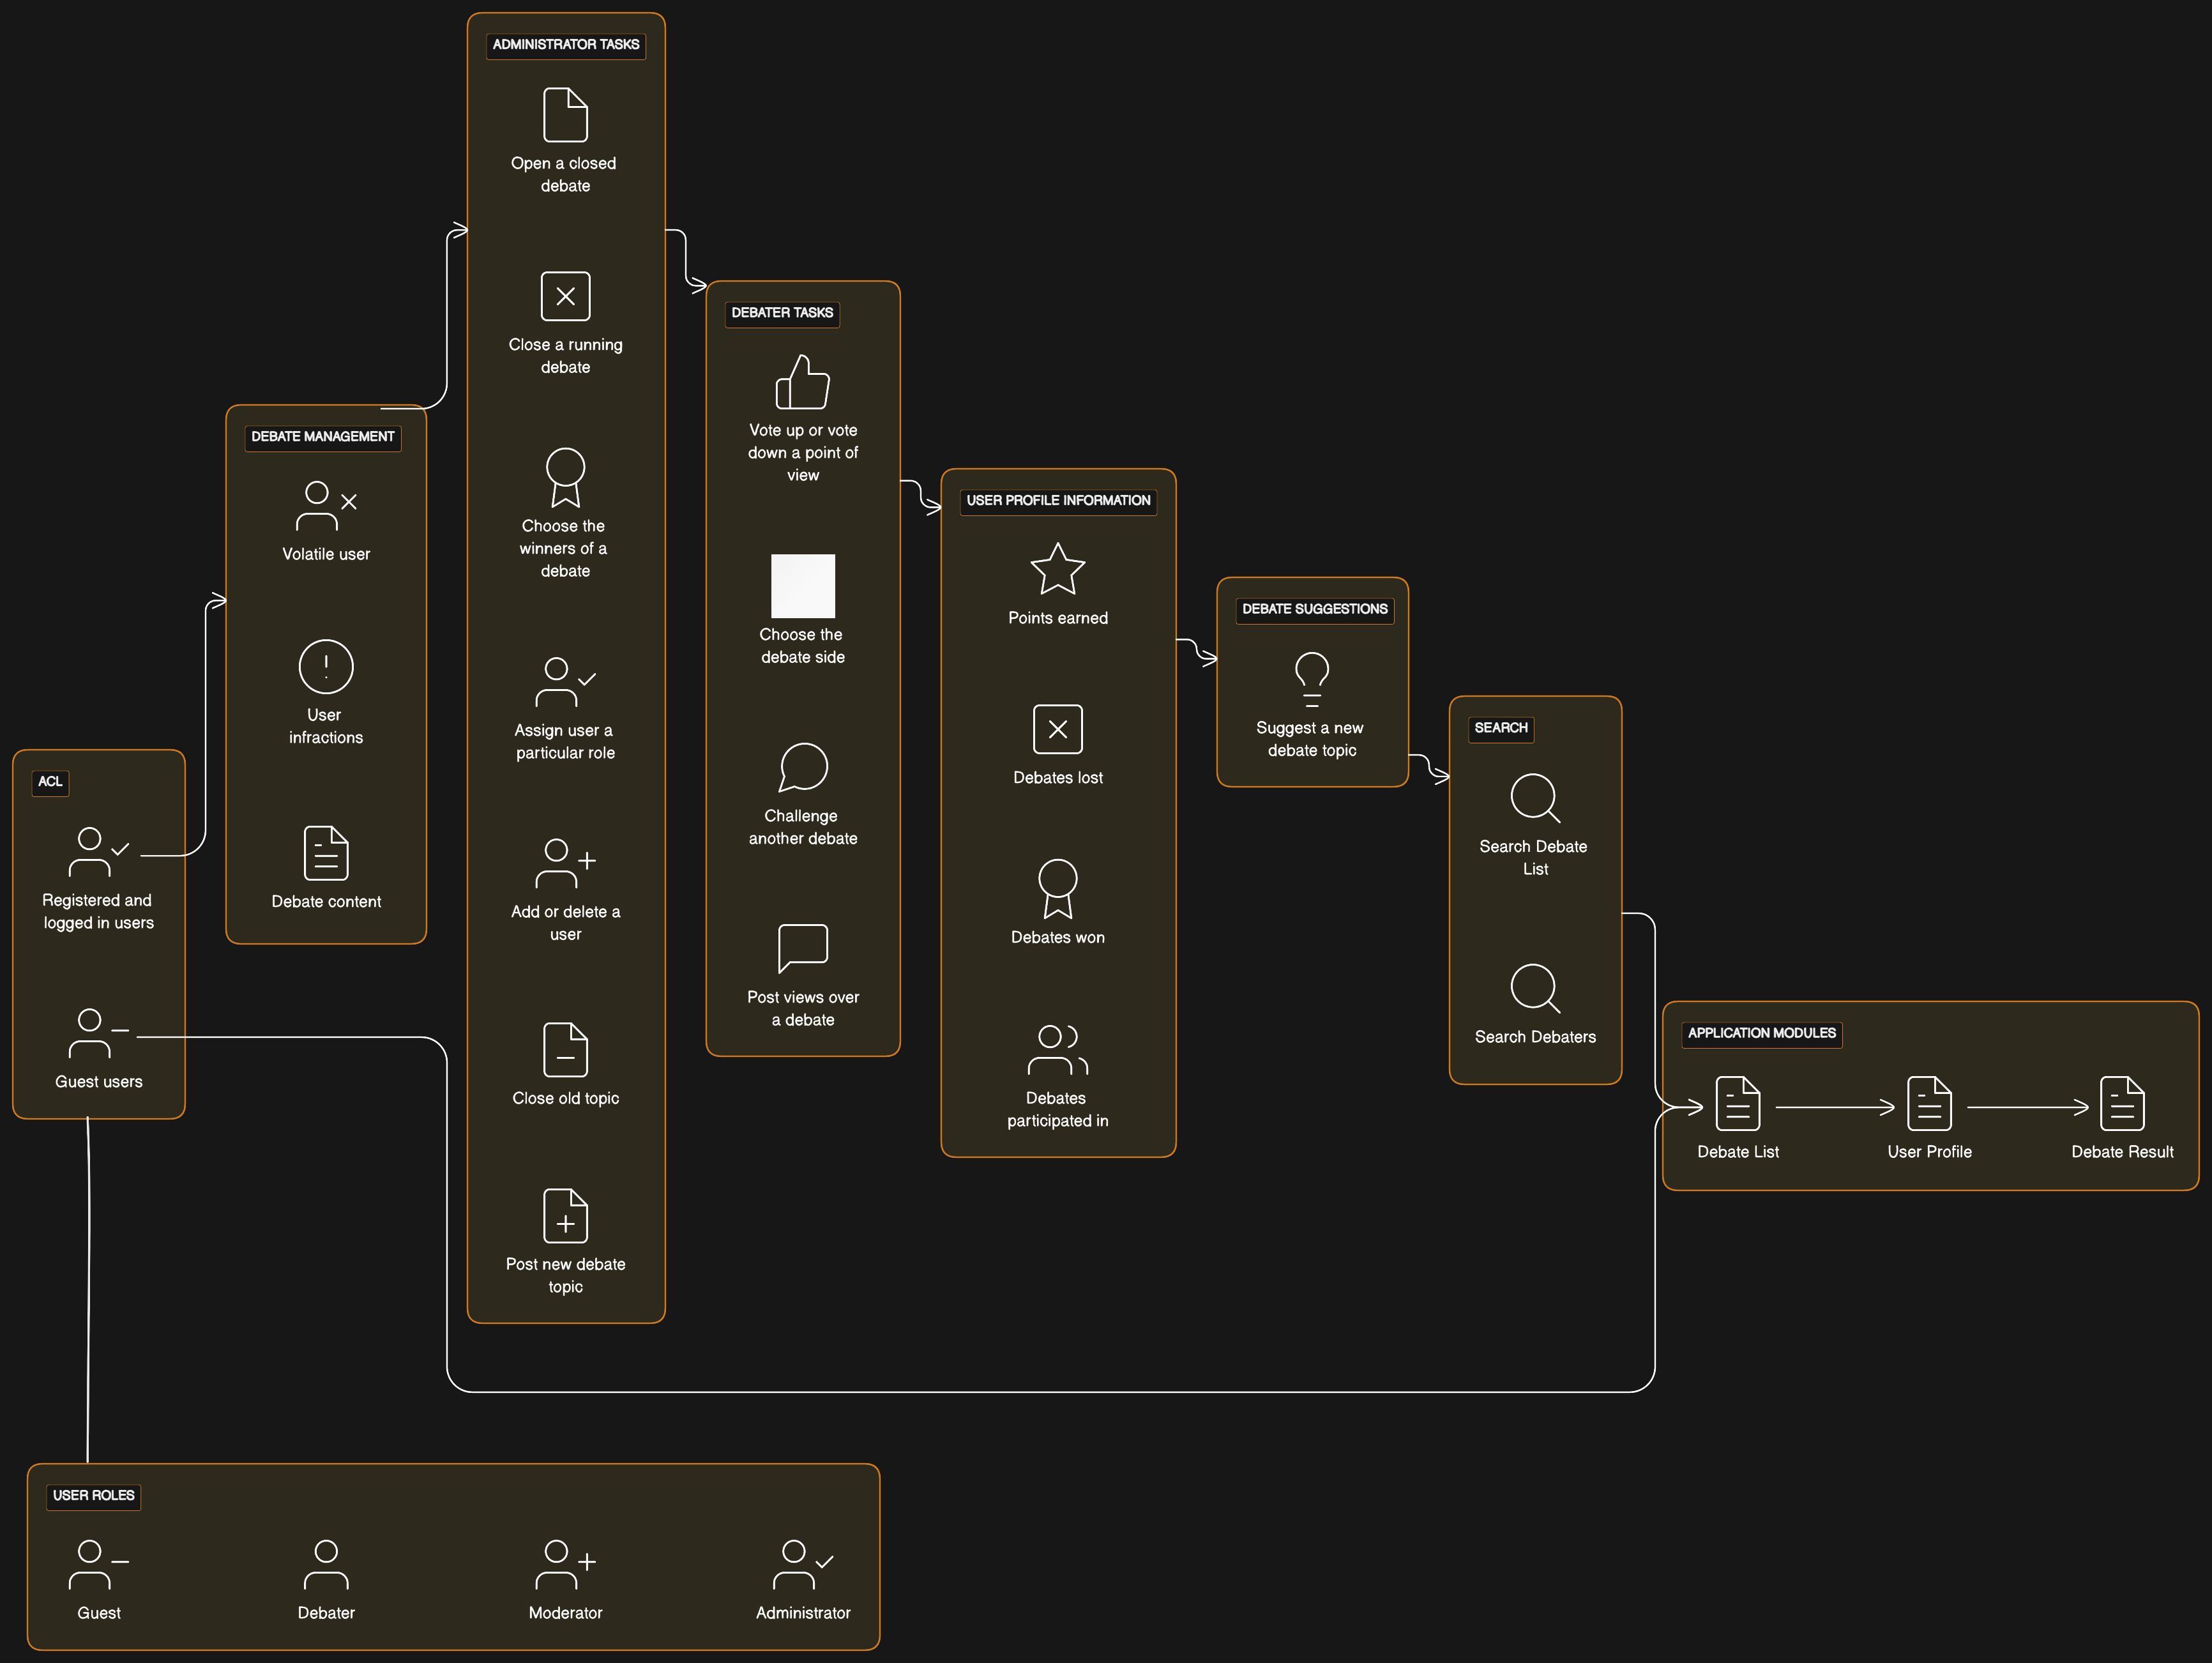 ADMINISTRATOR TASKS
Open a closed
debate
Close a running
debate
Choose the
winners of a
debate
Assign user a
particular role
Add or delete a
user
Close old topic
Post new debate
topic
DEBATER TASKS
Vote up or vote
down a point of
view
Choose the
debate side
Challenge
another debate
Post views over
a debate
DEBATE MANAGEMENT
Volatile user
User
infractions
Debate content
USER PROFILE INFORMATION
Points earned
Debates lost
Debates won
Debates
participated in
DEBATE SUGGESTIONS
Suggest a new
debate topic
SEARCH
Search Debate
List
Search Debaters
ACL
Registered and
logged in users
Guest users
APPLICATION MODULES
Debate List
User Profile
Debate Result
USER ROLES
Guest
Debater
Moderator
Administrator